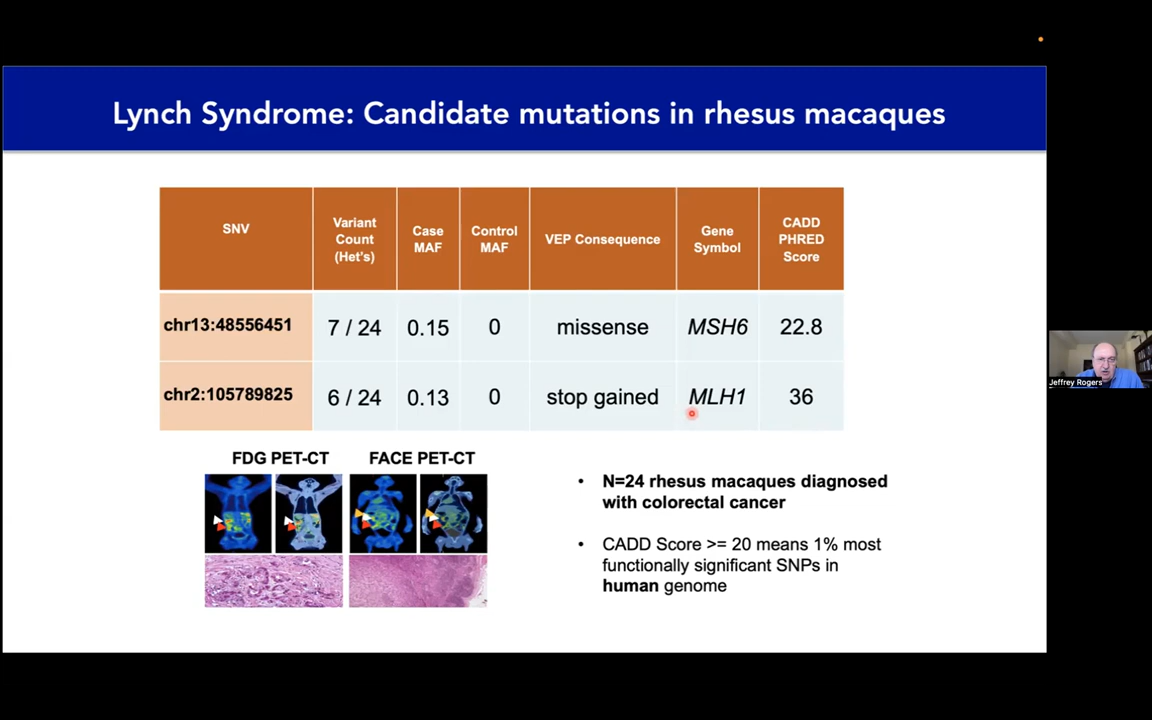 Lynch Syndrome: Candidate mutations in rhesus macaques
SNV
Variant
Count
(Het's)
Case
MAF
Control
MAF
VEP Consequence
Gene
Symbol
CADD
PHRED
Score
chr13:48556451
7 / 24
0.15
0
missense
MSH6
22.8
chr2:105789825
6 / 24
0.13
0
stop gained
MLH1
36
FDG PET-CT
FACE PET-CT
• N=24 rhesus macaques diagnosed
with colorectal cancer
• CADD Score >= 20 means 1% most
functionally significant SNPs in
human genome
Jeffrey Rogers